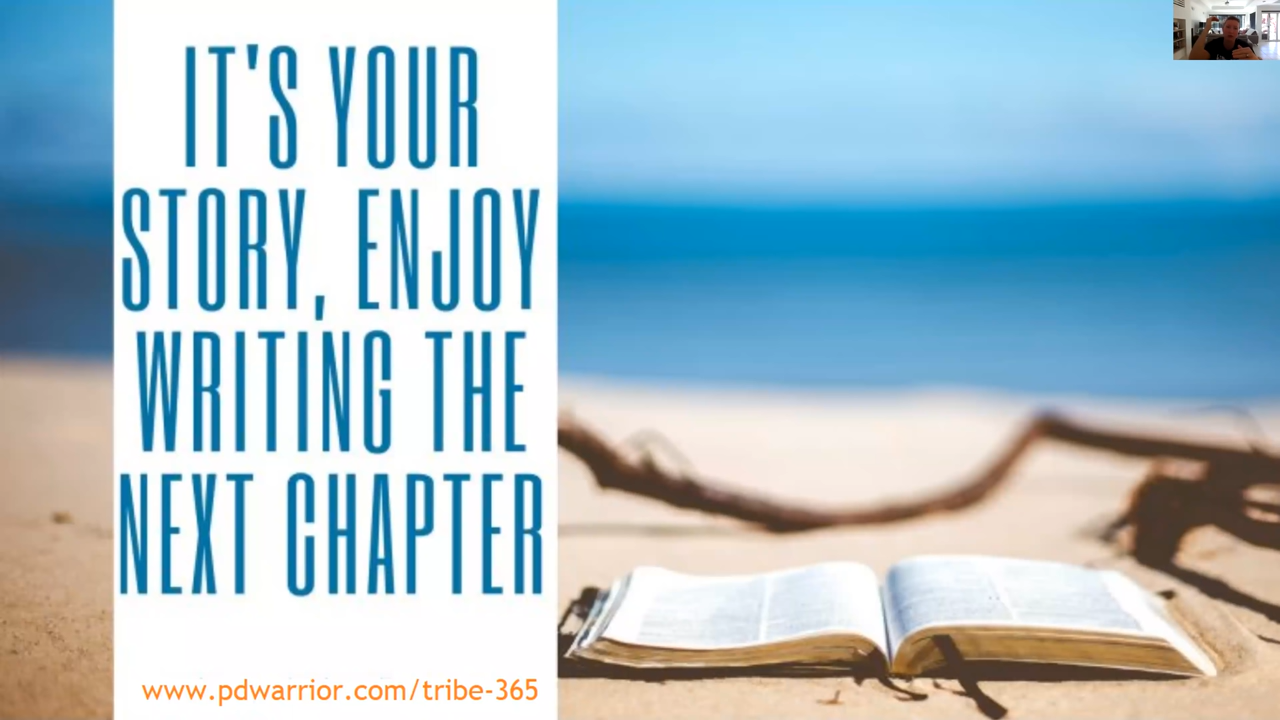 IT'S YOUR
STORY, ENJOY
WRITING THE
NEXT CHAPTER
www.pdwarrior.com/tribe-365